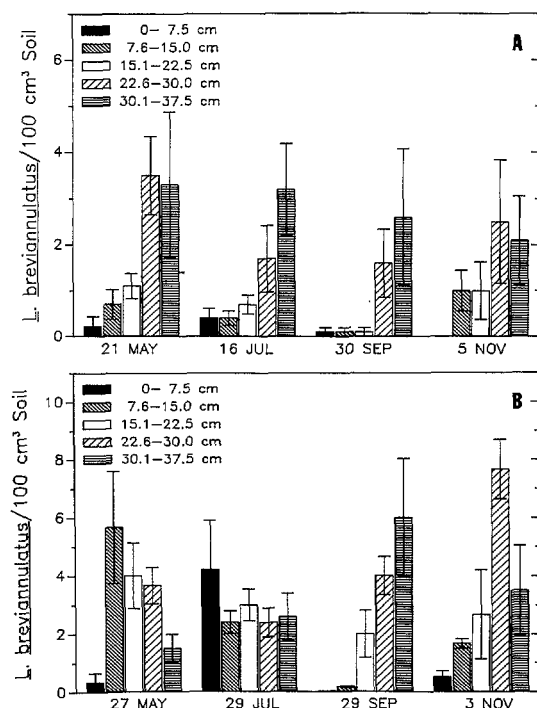 A
6
4
2
0
L. breviannulatus/100 cm³ Soil
0– 7.5 cm
7.6–15.0 cm
15.1–22.5 cm
22.6–30.0 cm
30.1–37.5 cm
21 MAY 16 JUL 30 SEP 5 NOV
B
10
8
6
4
2
0
L. breviannulatus/100 cm³ Soil
0– 7.5 cm
7.6–15.0 cm
15.1–22.5 cm
22.6–30.0 cm
30.1–37.5 cm
27 MAY 29 JUL 29 SEP 3 NOV